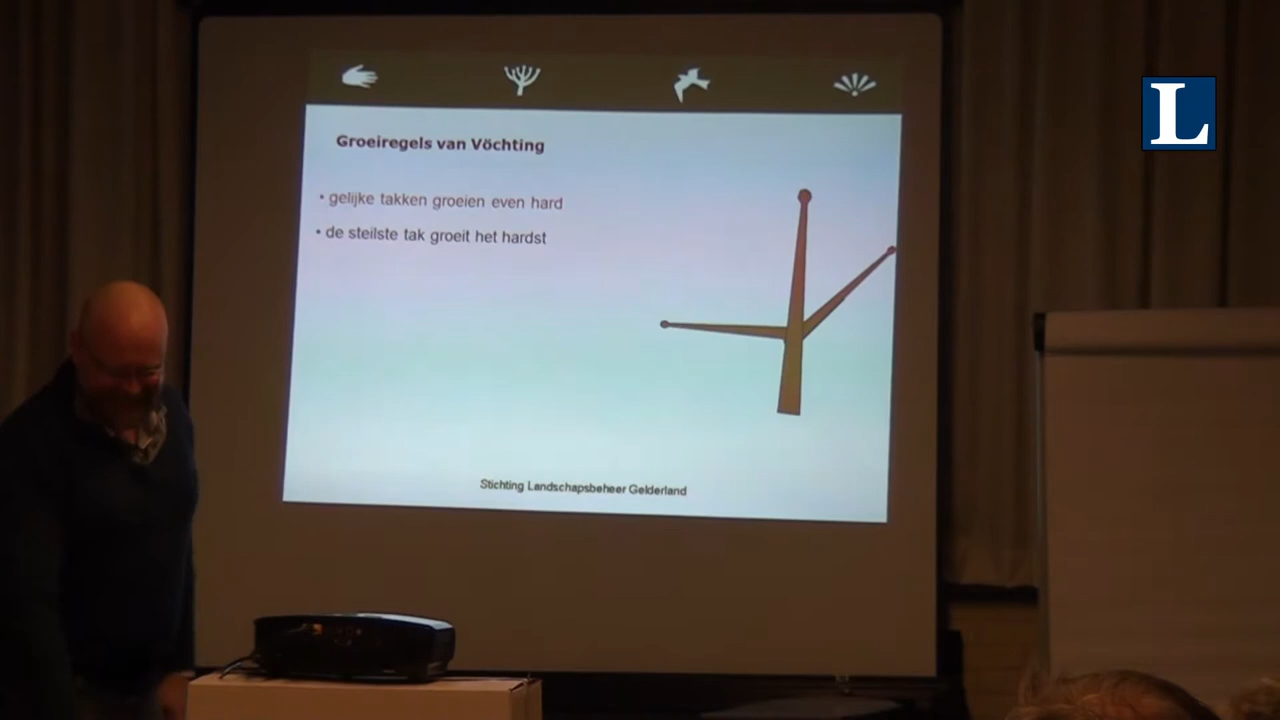 L
Groeiregels van Vöchting
• gelijke takken groeien even hard
• de steilste tak groeit het hardst
Stichting Landschapsbeheer Gelderland